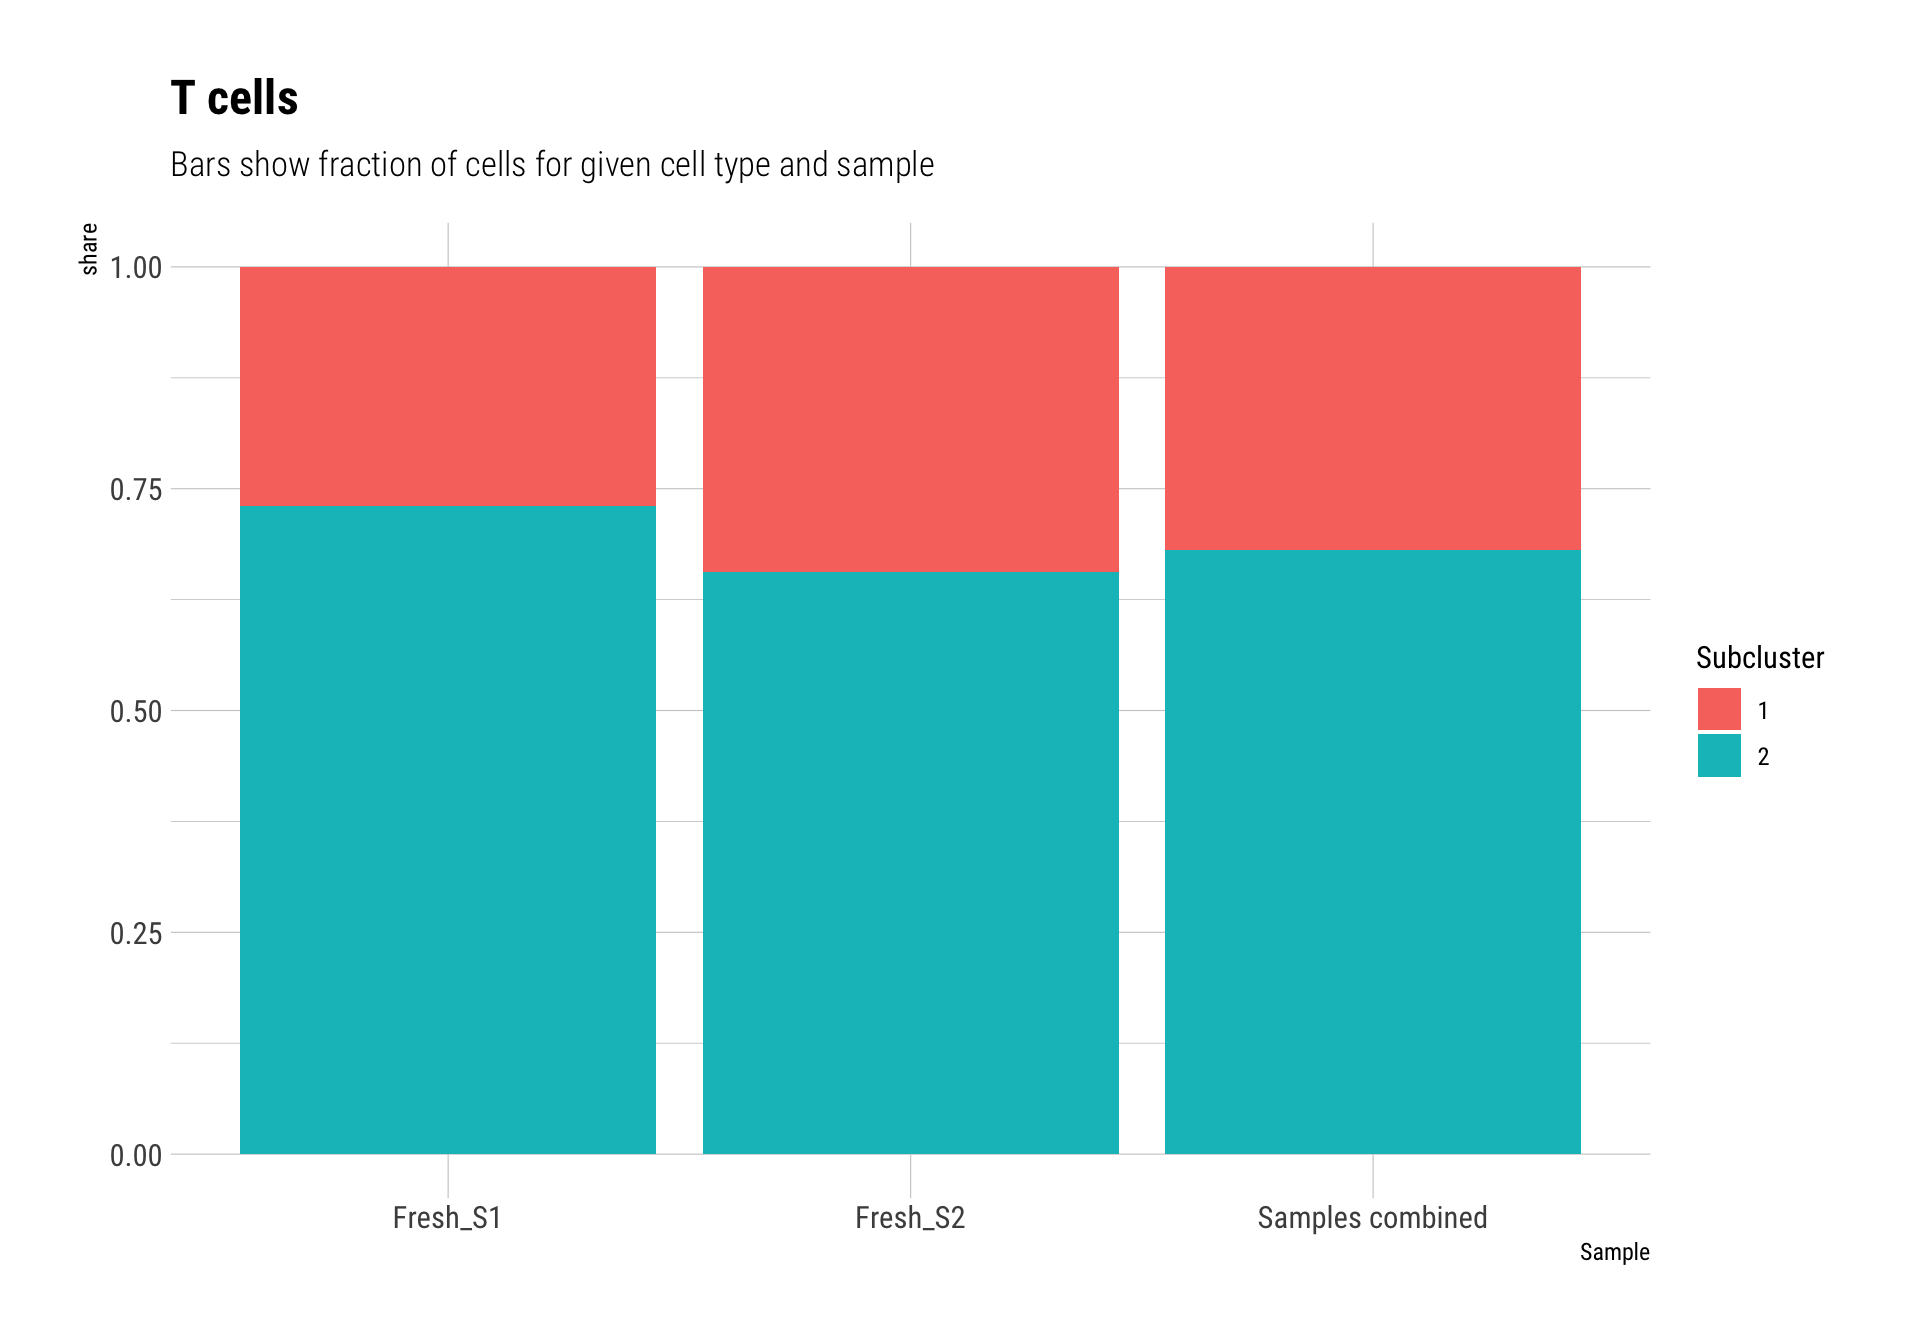 T cells
Bars show fraction of cells for given cell type and sample
share
1.00
0.75
0.50
0.25
0.00
Fresh_S1
Fresh_S2
Samples combined
Sample
Subcluster
1
2